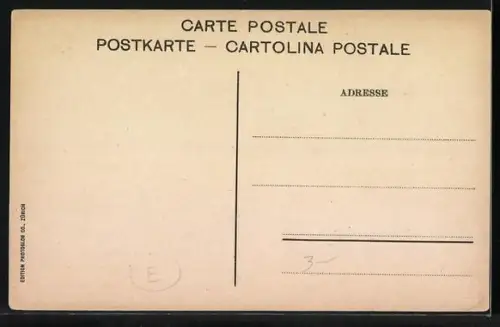 CARTE POSTALE
POSTKARTE — CARTOLINA POSTALE
ADRESSE
EDITION PHOTOGLOB CO., ZÜRICH
3–
E